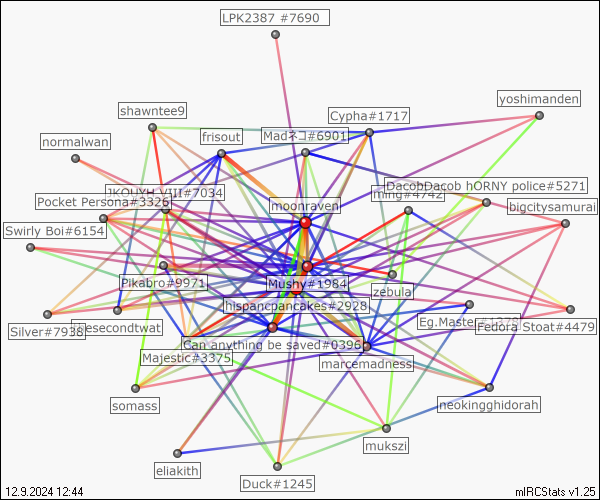 LPK2387 #7690
yoshimanden
shawntee9
Cypha#1717
frisout
Madネコ#6901
normalwan
JKOUYH VIII#7034
ming#4742
DacobDacob hORNY police#5271
Pocket Persona#3326
moonraven
bigcitysamurai
Swirly Boi#6154
Pikabro#9971
Mushy#1984
zebula
hispancpancakes#2928
Silver#7938
thesecondtwat
Eg.Master#1378
Fedora Stoat#4479
Can anything be saved#0396
Majestic#3375
marcemadness
somass
neokingghidorah
mukszi
eliakith
Duck#1245
12.9.2024 12:44
mIRCStats v1.25